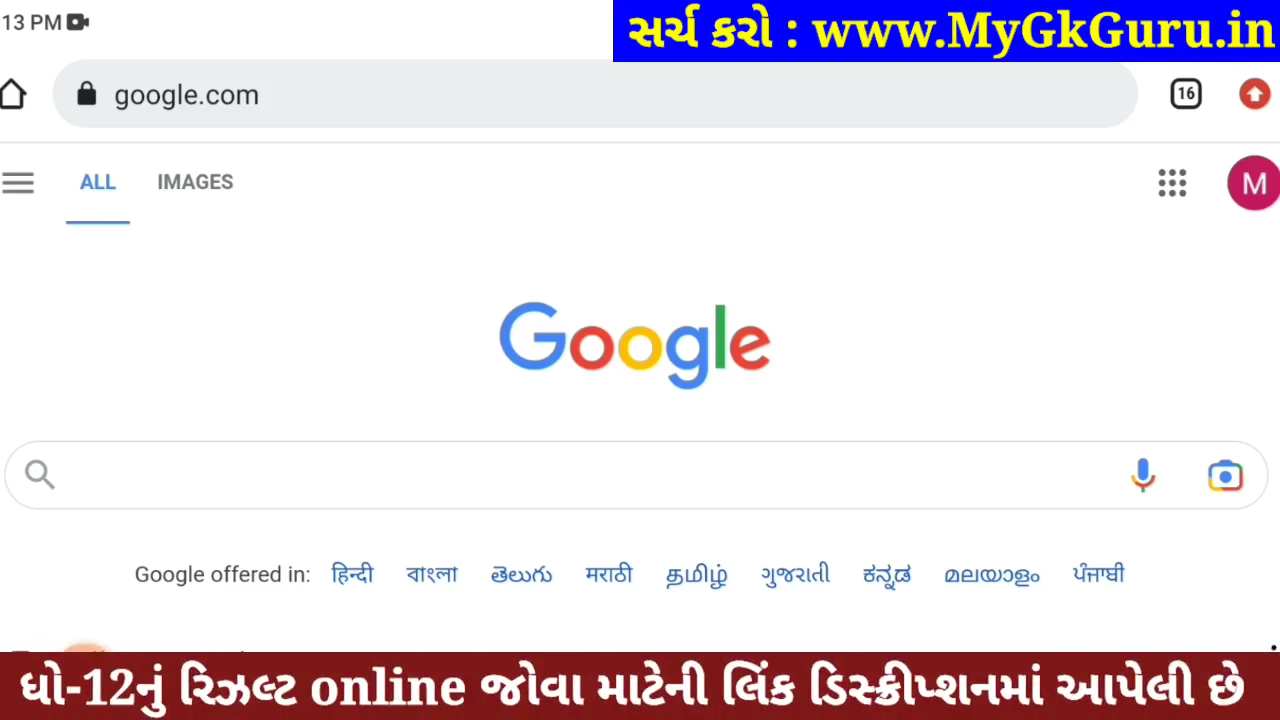 13 PM
સર્ચ કરો : www.MyGkGuru.in
google.com
16
ALL IMAGES
M
Google
Google offered in: हिन्दी বাংলা తెలుగు मराठी தமிழ் ગુજરાતી ಕನ್ನಡ മലയാളം ਪੰਜਾਬੀ
ધો-12નું રિઝલ્ટ online જોવા માટેની લિંક ડિસ્ક્રીપ્શનમાં આપેલી છે